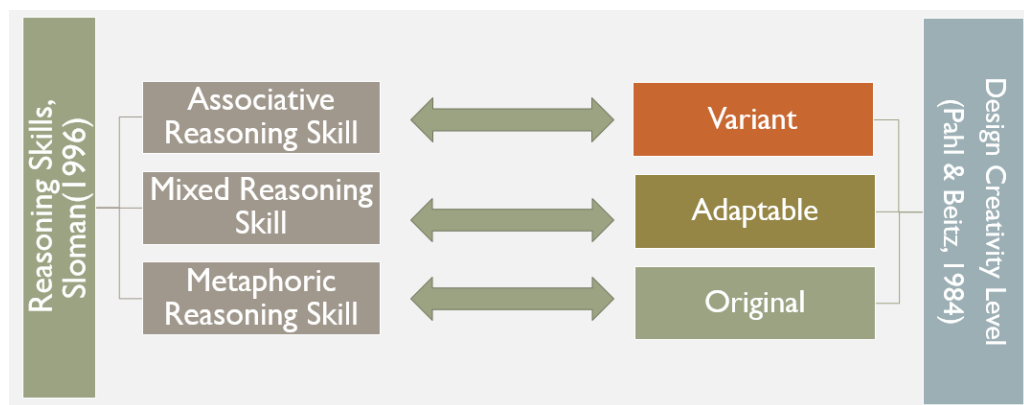 Reasoning Skills,
Sloman(1996)
Associative
Reasoning Skill
Mixed Reasoning
Skill
Metaphoric
Reasoning Skill
Variant
Adaptable
Original
Design Creativity Level
(Pahl & Beitz, 1984)